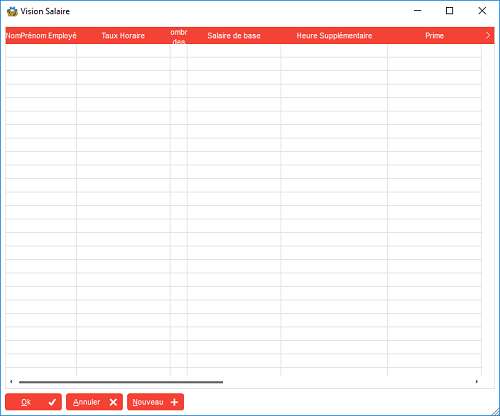 Vision Salaire
NomPrénom Employé Taux Horaire ombr Salaire de base Heure Supplémentaire Prime
des
Ok Annuler Nouveau